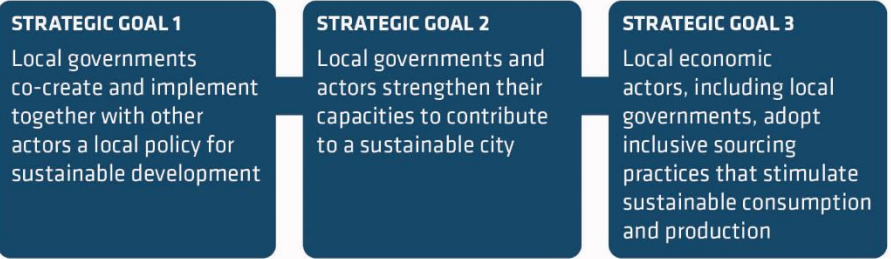 STRATEGIC GOAL 1
Local governments
co-create and implement
together with other
actors a local policy for
sustainable development
STRATEGIC GOAL 2
Local governments and
actors strengthen their
capacities to contribute
to a sustainable city
STRATEGIC GOAL 3
Local economic
actors, including local
governments, adopt
inclusive sourcing
practices that stimulate
sustainable consumption
and production